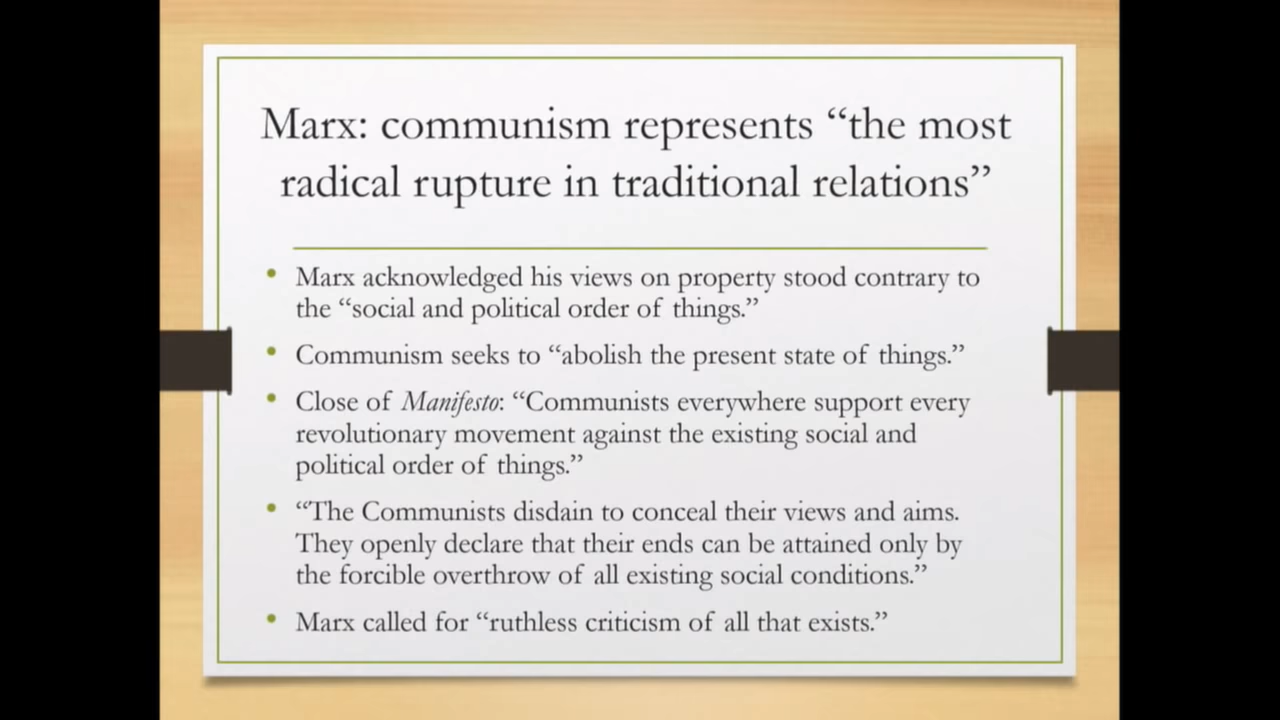 Marx: communism represents “the most
radical rupture in traditional relations”
• Marx acknowledged his views on property stood contrary to
the “social and political order of things.”
• Communism seeks to “abolish the present state of things.”
• Close of Manifesto: “Communists everywhere support every
revolutionary movement against the existing social and
political order of things.”
• “The Communists disdain to conceal their views and aims.
They openly declare that their ends can be attained only by
the forcible overthrow of all existing social conditions.”
• Marx called for “ruthless criticism of all that exists.”